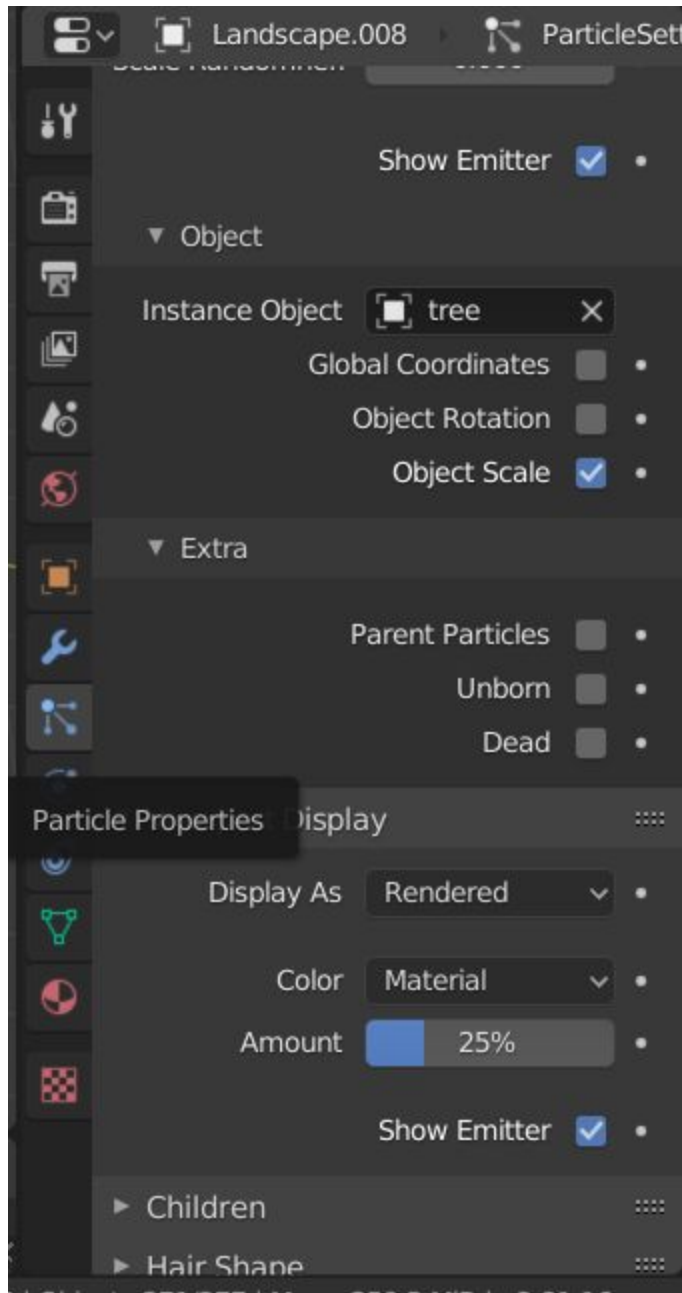 Landscape.008 ParticleSett
Show Emitter
Object
Instance Object tree
Global Coordinates
Object Rotation
Object Scale
Extra
Parent Particles
Unborn
Dead
Particle Properties Display
Display As Rendered
Color Material
Amount 25%
Show Emitter
Children
Hair Shape